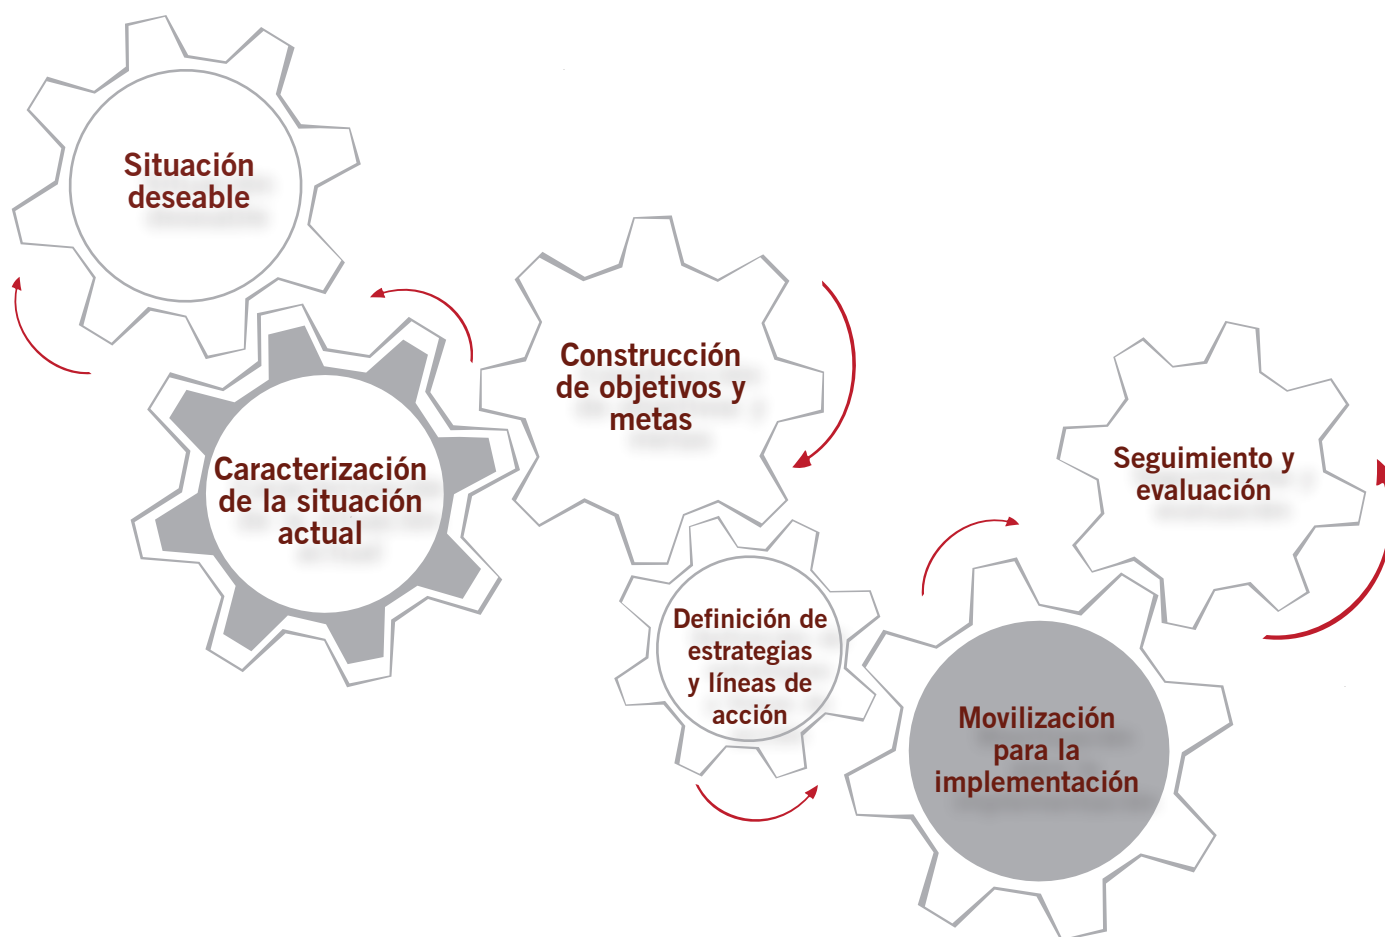 Situación
deseable
Caracterización
de la situación
actual
Construcción
de objetivos y
metas
Definición de
estrategias
y líneas de
acción
Movilización
para la
implementación
Seguimiento y
evaluación